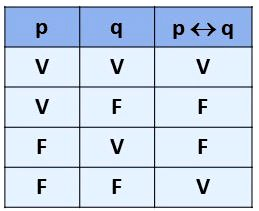 p q p ↔ q
V V V
V F F
F V F
F F V